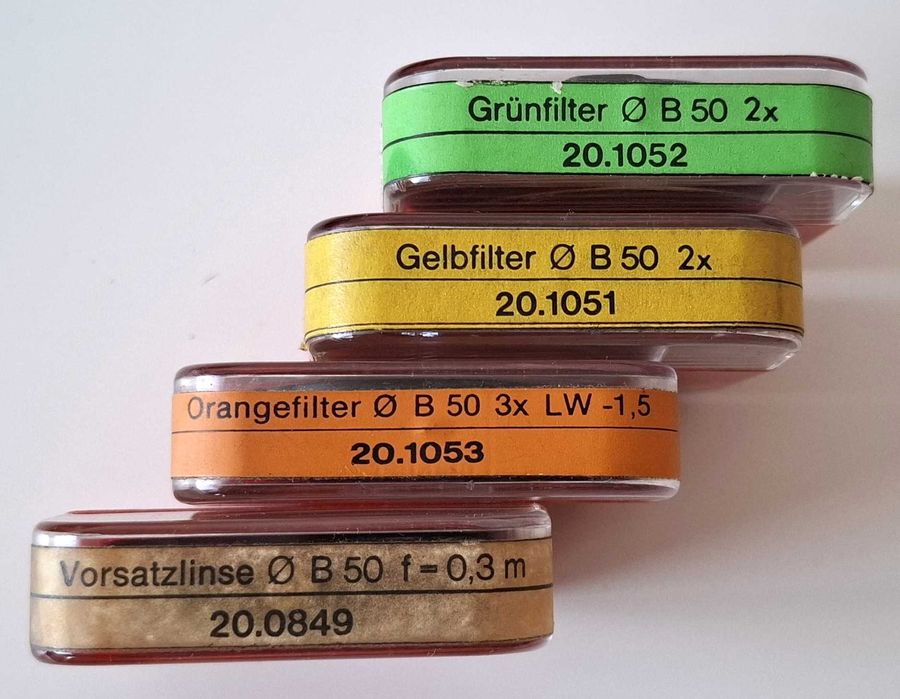 Grünfilter Ø B 50 2x
20.1052
Gelbfilter Ø B 50 2x
20.1051
Orangefilter Ø B 50 3x LW -1,5
20.1053
Vorsatzlinse Ø B 50 f = 0,3 m
20.0849